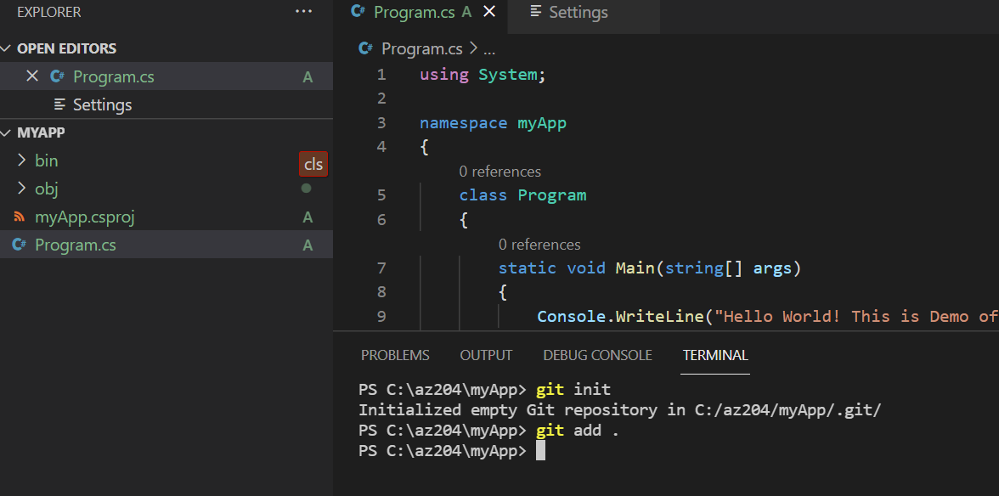 EXPLORER ...
OPEN EDITORS
Program.cs A
Settings
MYAPP
bin
cls
obj
myApp.csproj A
Program.cs A
Program.cs A
Settings
Program.cs > ...
1 using System;
2
3 namespace myApp
4 {
0 references
5 class Program
6 {
0 references
7 static void Main(string[] args)
8 {
9 Console.WriteLine("Hello World! This is Demo of
PROBLEMS OUTPUT DEBUG CONSOLE TERMINAL
PS C:\az204\myApp> git init
Initialized empty Git repository in C:/az204/myApp/.git/
PS C:\az204\myApp> git add .
PS C:\az204\myApp>